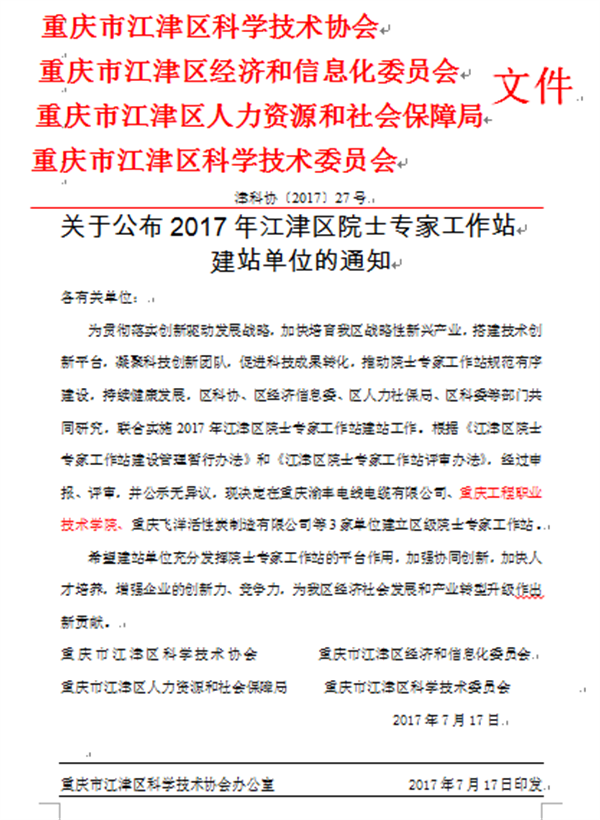 重庆市江津区科学技术协会
重庆市江津区经济和信息化委员会
文件
重庆市江津区人力资源和社会保障局
重庆市江津区科学技术委员会
津科协〔2017〕27号
关于公布2017年江津区院士专家工作站
建站单位的通知
各有关单位：
为贯彻落实创新驱动发展战略，加快培育我区战略性新兴产业，搭建技术创
新平台，凝聚科技创新团队，促进科技成果转化，推动院士专家工作站规范有序
建设，持续健康发展，区科协、区经济信息委、区人力社保局、区科委等部门共
同研究，联合实施2017年江津区院士专家工作站建站工作。根据《江津区院士
专家工作站建设管理暂行办法》和《江津区院士专家工作站评审办法》，经过申
报、评审，并公示无异议，现决定在重庆渝丰电线电缆有限公司、重庆工程职业
技术学院、重庆飞洋活性炭制造有限公司等3家单位建立区级院士专家工作站。
希望建站单位充分发挥院士专家工作站的平台作用，加强协同创新，加快人
才培养，增强企业的创新力、竞争力，为我区经济社会发展和产业转型升级作出
新贡献。
重庆市江津区科学技术协会 重庆市江津区经济和信息化委员会
重庆市江津区人力资源和社会保障局 重庆市江津区科学技术委员会
2017年7月17日
重庆市江津区科学技术协会办公室 2017年7月17日印发